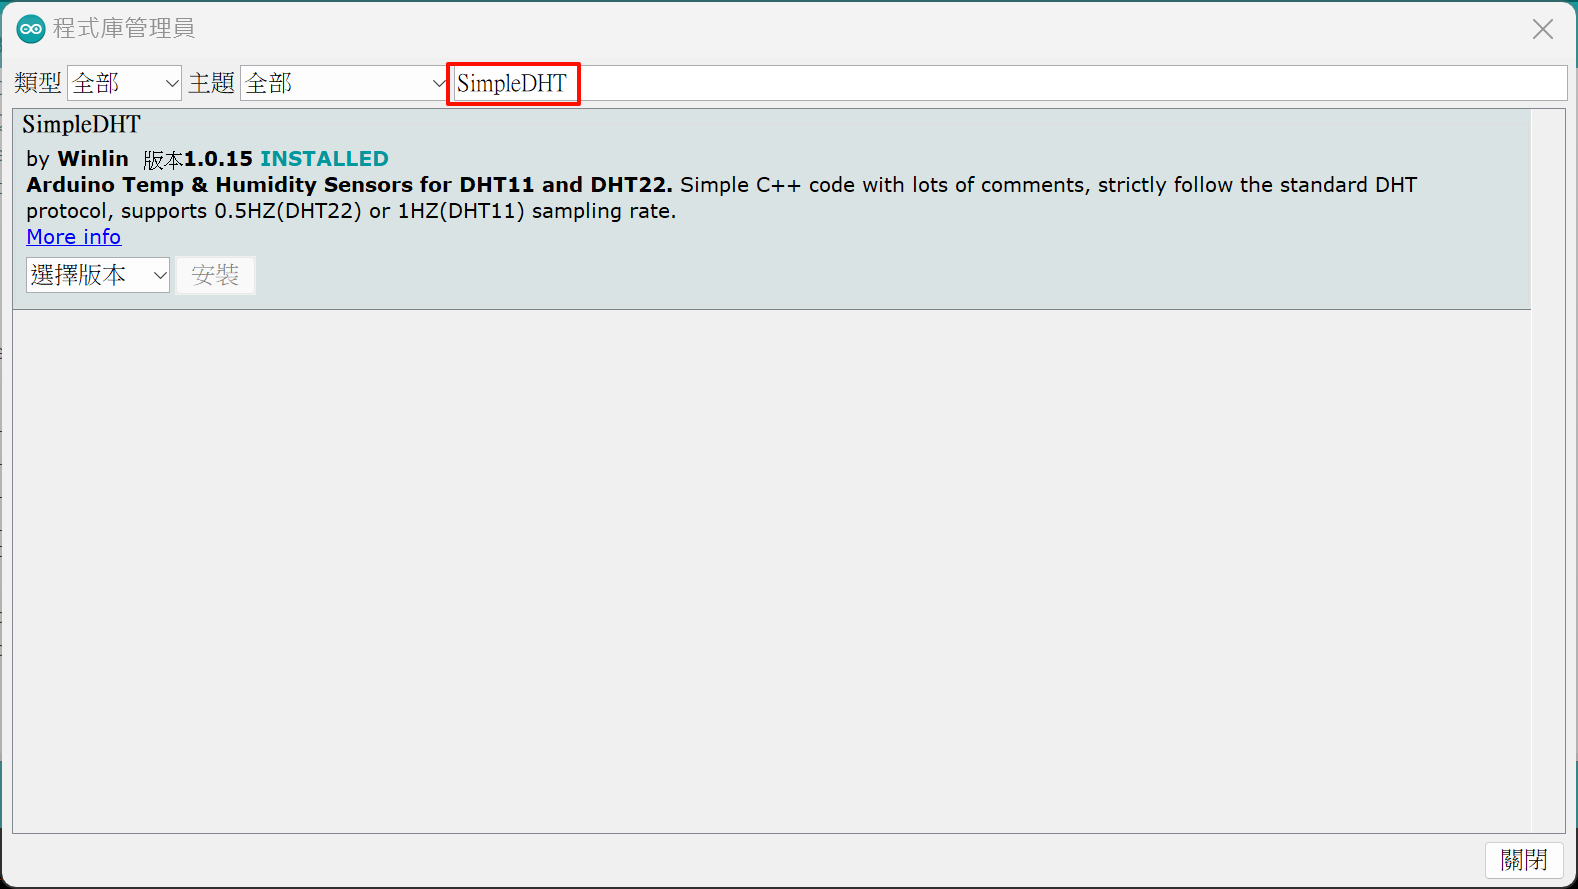 程式庫管理員
類型 全部 主題 全部 SimpleDHT
SimpleDHT
by Winlin 版本1.0.15 INSTALLED
Arduino Temp & Humidity Sensors for DHT11 and DHT22. Simple C++ code with lots of comments, strictly follow the standard DHT
protocol, supports 0.5HZ(DHT22) or 1HZ(DHT11) sampling rate.
More info
選擇版本 安裝
關閉